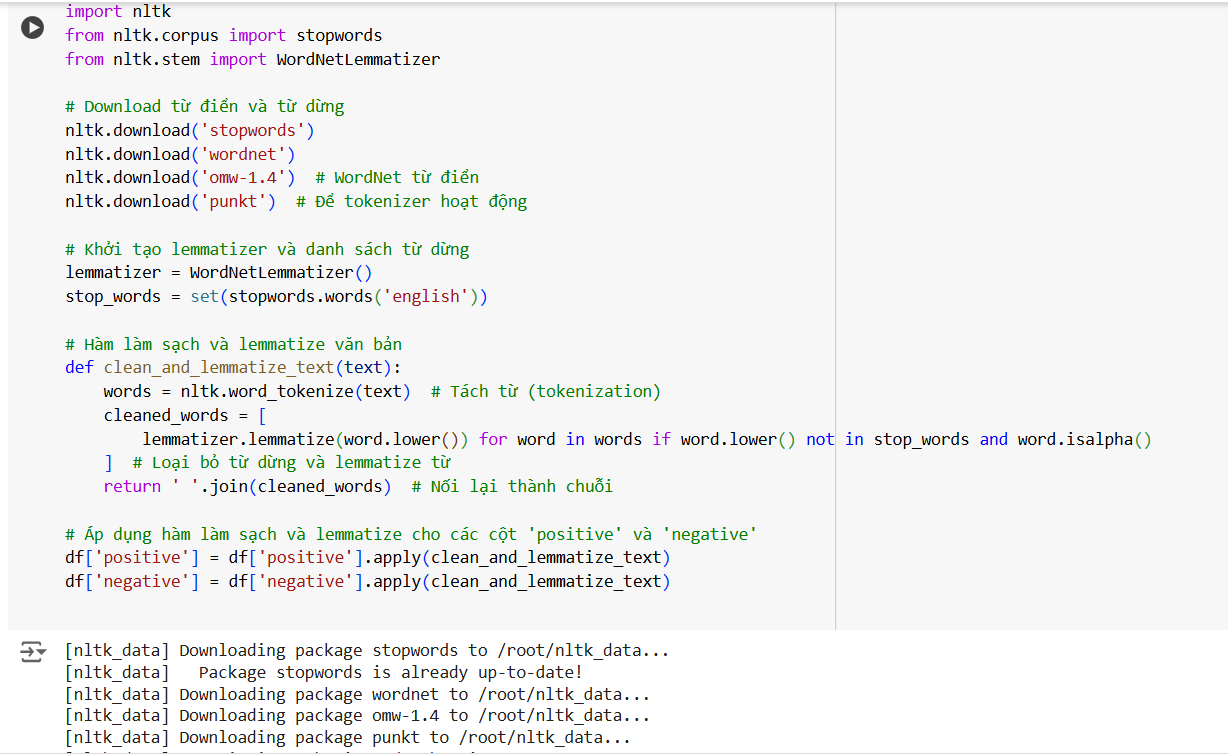 import nltk
from nltk.corpus import stopwords
from nltk.stem import WordNetLemmatizer

# Download từ điển và từ dừng
nltk.download('stopwords')
nltk.download('wordnet')
nltk.download('omw-1.4')  # WordNet từ điển
nltk.download('punkt')  # Để tokenizer hoạt động

# Khởi tạo lemmatizer và danh sách từ dừng
lemmatizer = WordNetLemmatizer()
stop_words = set(stopwords.words('english'))

# Hàm làm sạch và lemmatize văn bản
def clean_and_lemmatize_text(text):
    words = nltk.word_tokenize(text)  # Tách từ (tokenization)
    cleaned_words = [
        lemmatizer.lemmatize(word.lower()) for word in words if word.lower() not in stop_words and word.isalpha()
    ]  # Loại bỏ từ dừng và lemmatize từ
    return ' '.join(cleaned_words)  # Nối lại thành chuỗi

# Áp dụng hàm làm sạch và lemmatize cho các cột 'positive' và 'negative'
df['positive'] = df['positive'].apply(clean_and_lemmatize_text)
df['negative'] = df['negative'].apply(clean_and_lemmatize_text)

[nltk_data] Downloading package stopwords to /root/nltk_data...
[nltk_data]   Package stopwords is already up-to-date!
[nltk_data] Downloading package wordnet to /root/nltk_data...
[nltk_data] Downloading package omw-1.4 to /root/nltk_data...
[nltk_data] Downloading package punkt to /root/nltk_data...